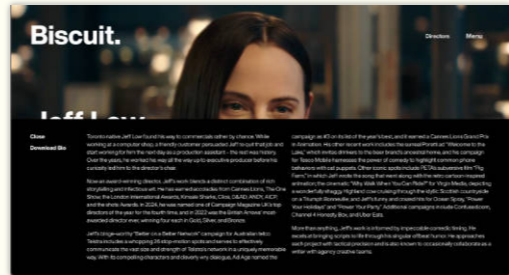 Biscuit.
Directors
Menu
Jeff Low
Close
Download Bio
Toronto native Jeff Low found his way to commercials rather by chance. While
working at a computer shop, a friendly customer persuaded Jeff to quit that job and
start working for him the next day as a production assistant - the rest was history.
Over the years, he worked his way all the way up to executive producer before his
curiosity led him to the director's chair.
Now an award-winning director, Jeff's work blends a distinct combination of rich
storytelling and infectious wit. He has earned accolades from Cannes Lions, The One
Show, the London International Awards, Kinsale Sharks, Clios, D&AD, ANDY, AICP,
and the shots Awards. In 2024, he was named one of Campaign Magazine UK's top
directors of the year for the fourth time, and in 2022 was the British Arrows' most-
awarded director ever, winning four each in Gold, Silver, and Bronze.
Jeff's binge-worthy "Better on a Better Network" campaign for Australian telco
Telstra includes a whopping 26 stop-motion spots and serves to effectively
communicate the vast size and strength of Telstra's network in a uniquely memorable
way. With its compelling characters and cleverly wry dialogue, Ad Age named the
campaign as #3 on its list of the year's best, and it earned a Cannes Lions Grand Prix
in Animation. His other recent work includes the surreal Poretti ad "Welcome to the
Lake," which invites drinkers to the beer brand's ancestral home, and his campaign
for Tesco Mobile harnesses the power of comedy to highlight common phone
behaviors with cat puppets. Other iconic spots include: PETA's subversive film "Pig
Farm," in which Jeff wrote the song that went along with the retro cartoon-inspired
animation; the cinematic "Why Walk When You Can Ride?" for Virgin Media, depicting
a wonderfully shaggy Highland cow cruising through the idyllic Scottish countryside
on a Triumph Bonneville; and Jeff's funny and crazed trio for Ocean Spray, "Power
Your Holidays" and "Power Your Party." Additional campaigns include Confused.com,
Channel 4 Honesty Box, and Uber Eats.
More than anything, Jeff's work is informed by impeccable comedic timing. He
excels at bringing scripts to life through his singular offbeat humor. He approaches
each project with tactical precision and is also known to occasionally collaborate as a
writer with agency creative teams.